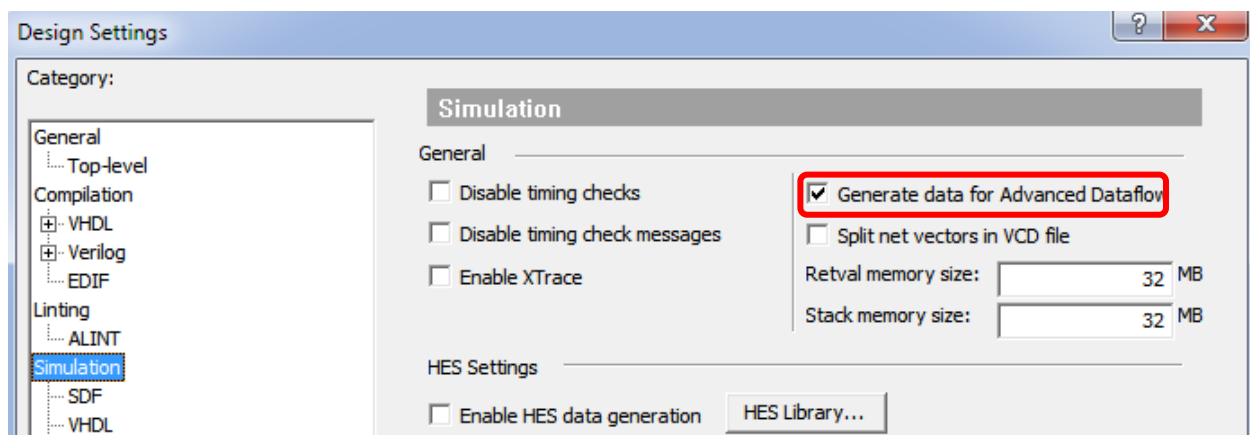 Design Settings
Category:
General
Top-level
Compilation
VHDL
Verilog
EDIF
Linting
ALINT
Simulation
SDF
VHDL
Simulation
General
Disable timing checks
Disable timing check messages
Enable XTrace
Generate data for Advanced Dataflow
Split net vectors in VCD file
Retval memory size: 32 MB
Stack memory size: 32 MB
HES Settings
Enable HES data generation HES Library...